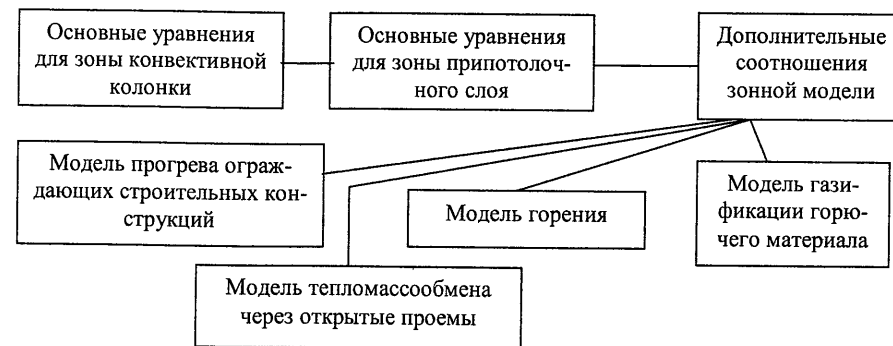 Основные уравнения
для зоны конвективной
колонки
Основные уравнения
для зоны припотолоч-
ного слоя
Дополнительные
соотношения
зонной модели
Модель прогрева ограж-
дающих строительных кон-
струкций
Модель горения
Модель гази-
фикации горю-
чего материала
Модель тепломассообмена
через открытые проемы